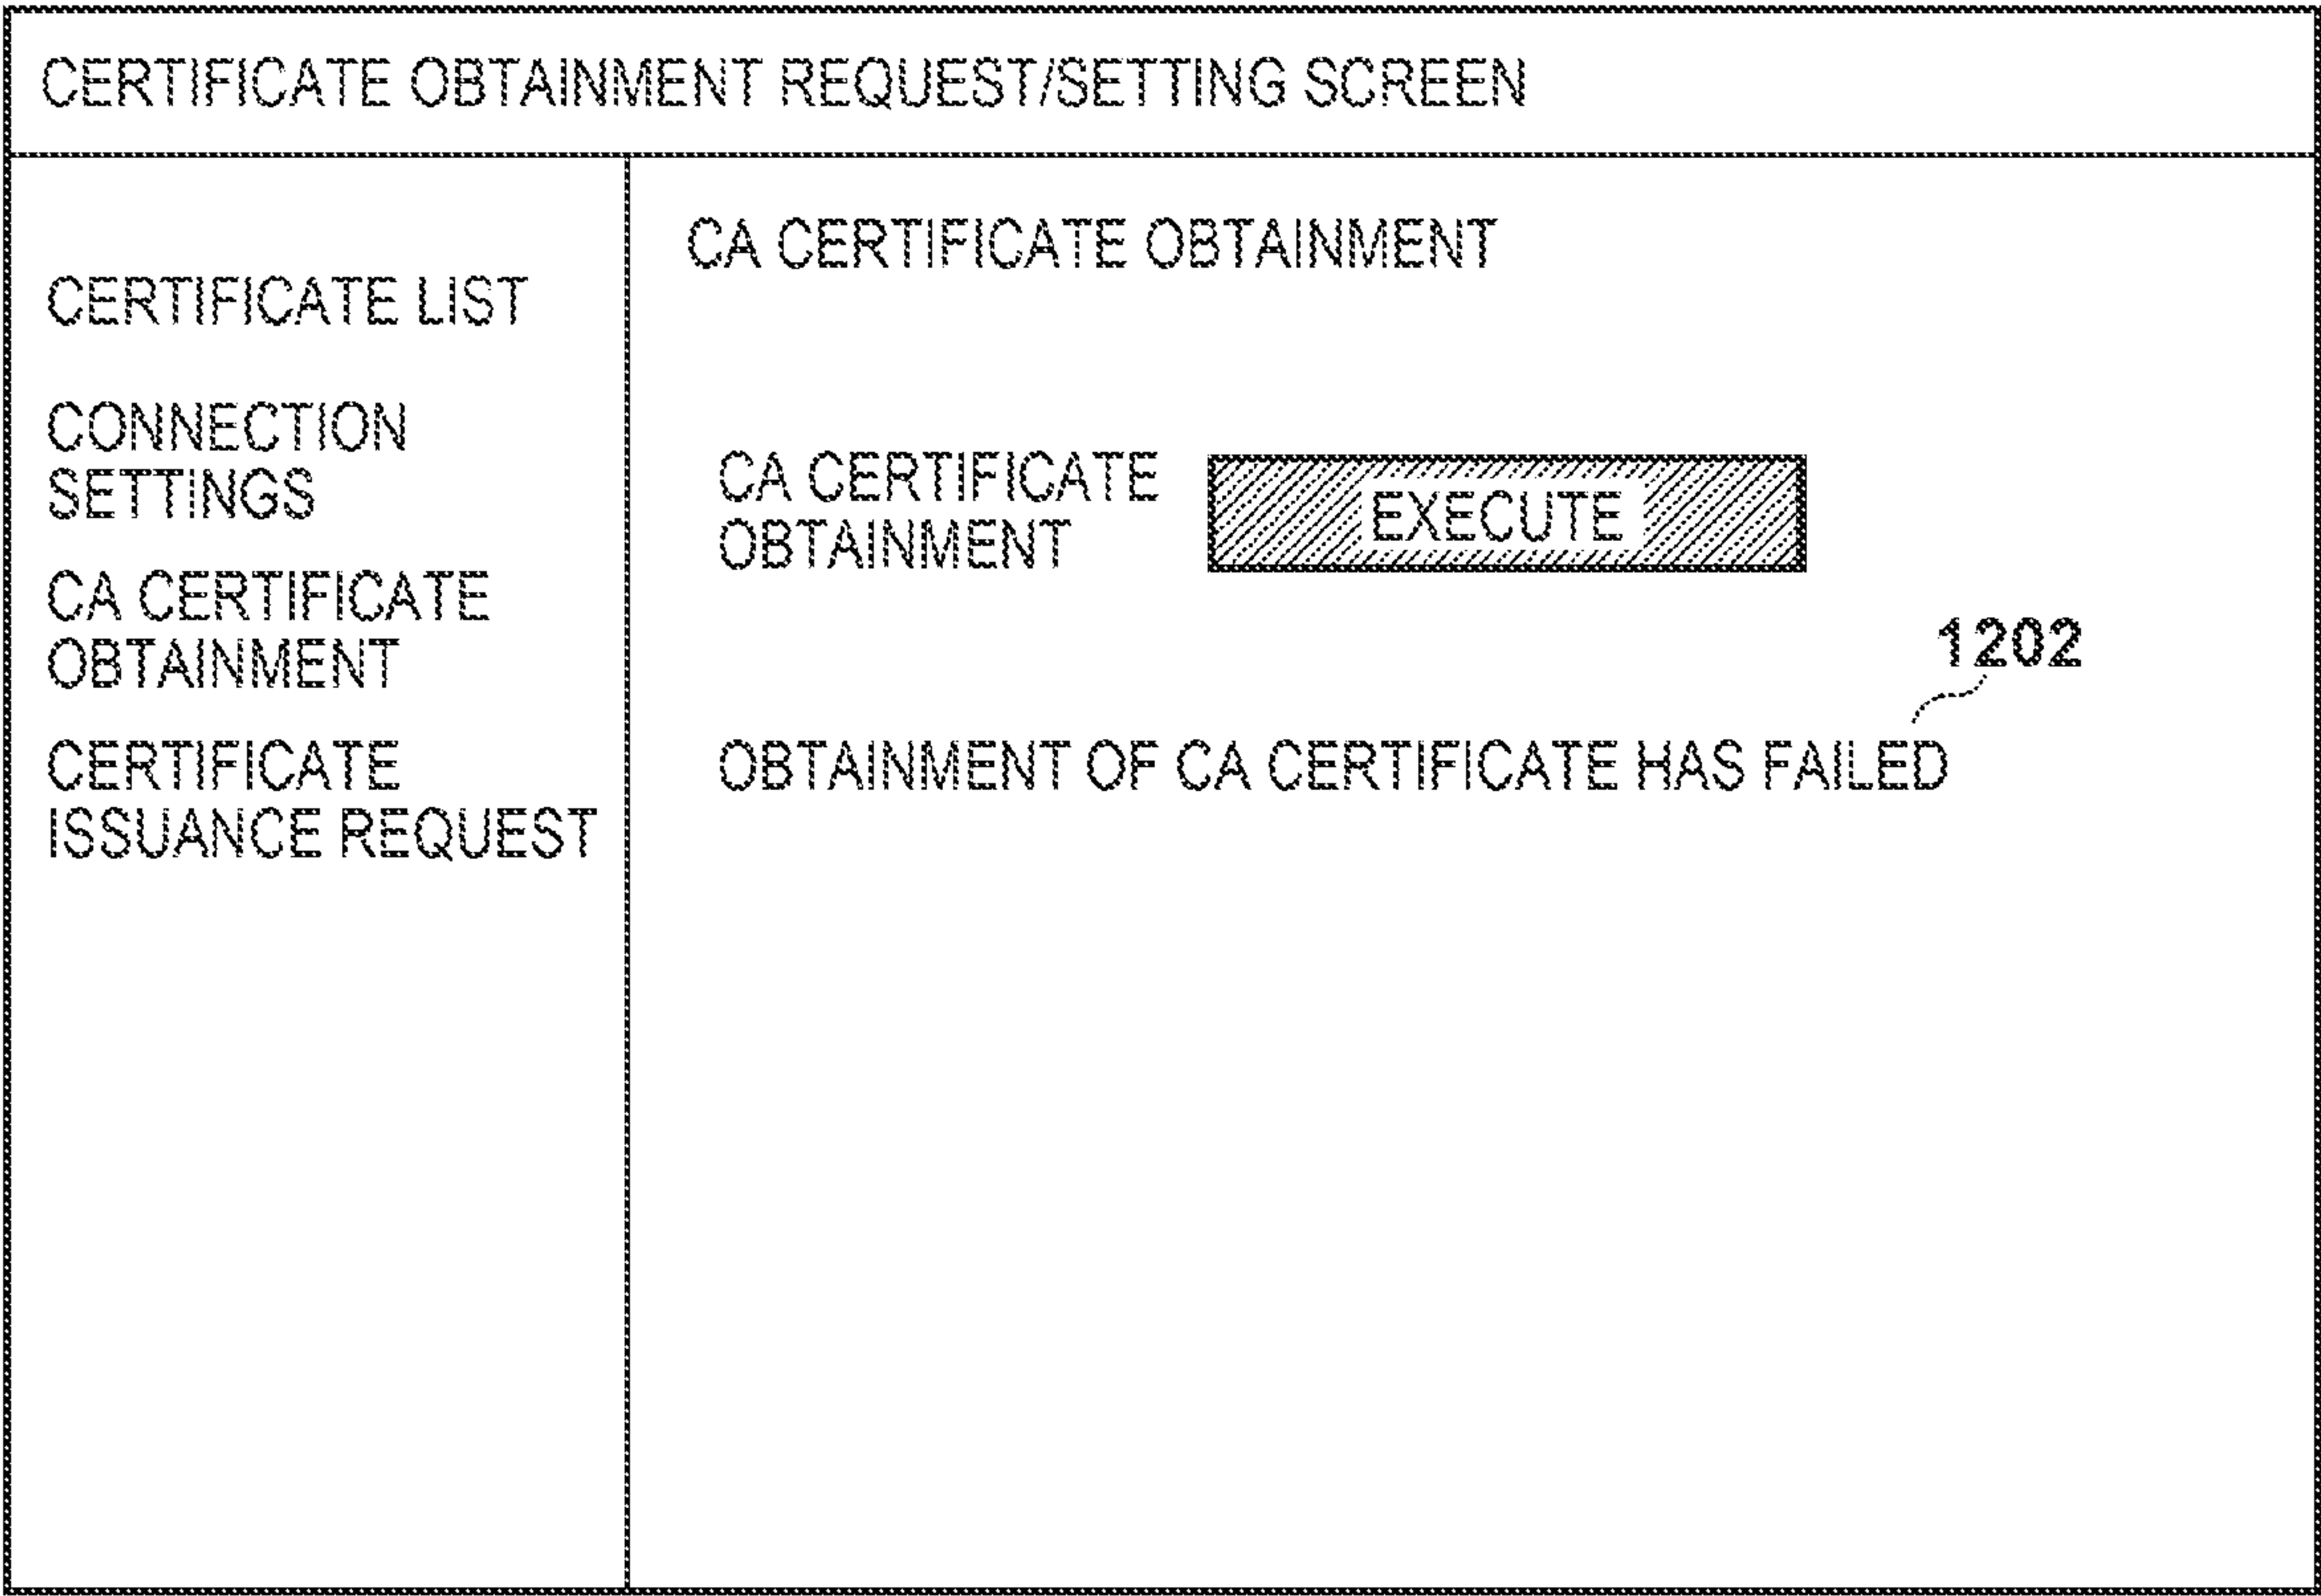 CERTIFICATE OBTAINMENT REQUEST/SETTING SCREEN
CERTIFICATE LIST
CONNECTION
SETTINGS
CA CERTIFICATE
OBTAINMENT
CERTIFICATE
ISSUANCE REQUEST
CA CERTIFICATE OBTAINMENT
CA CERTIFICATE
OBTAINMENT
EXECUTE
1202
OBTAINMENT OF CA CERTIFICATE HAS FAILED